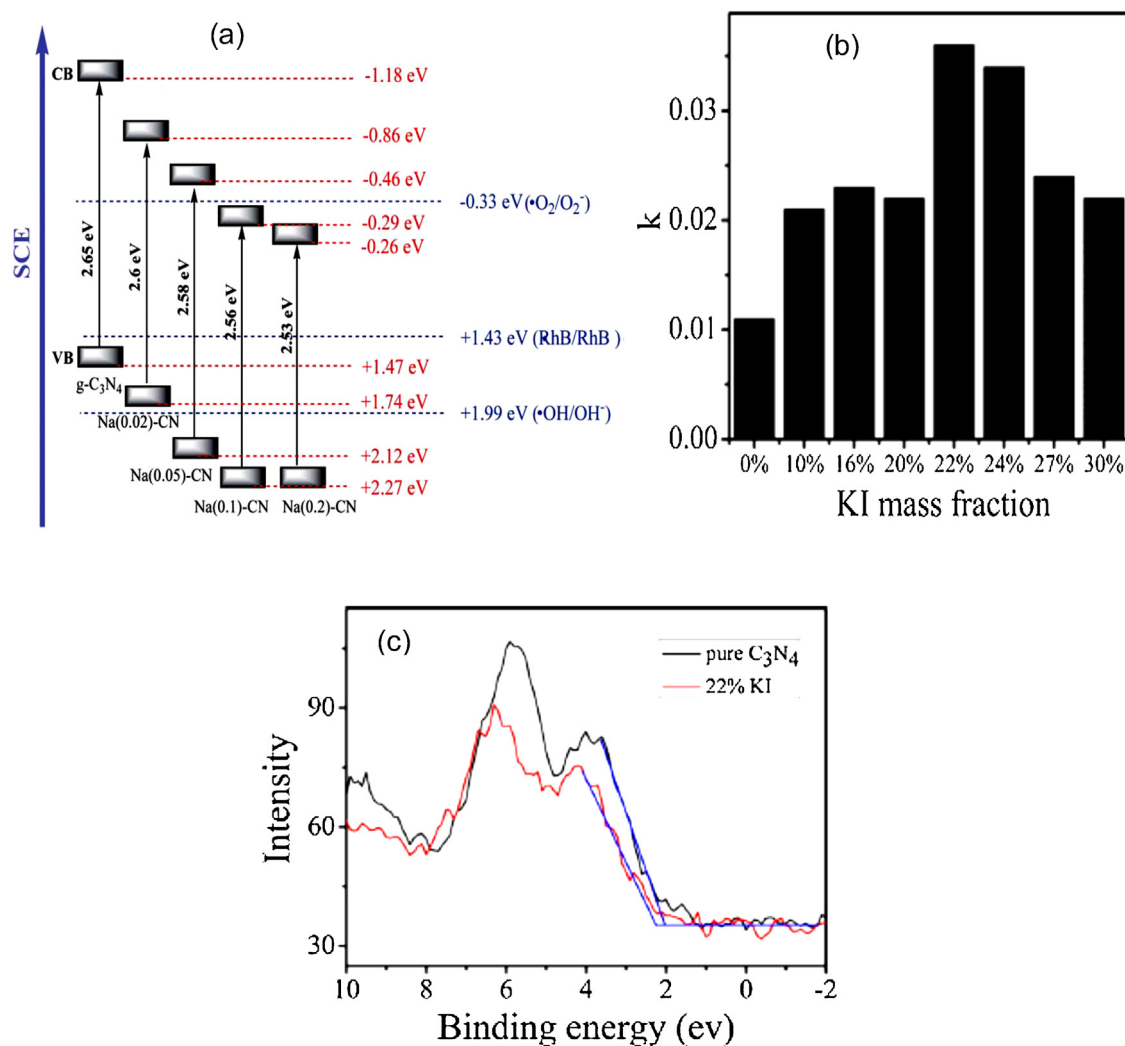 (a)
SCE
CB
-1.18 eV
-0.86 eV
-0.46 eV
-0.33 eV(•O₂/O₂⁻)
-0.29 eV
-0.26 eV
2.65 eV
2.6 eV
2.58 eV
2.56 eV
2.53 eV
+1.43 eV (RhB/RhB )
VB
+1.47 eV
g-C₃N₄
+1.74 eV
Na(0.02)-CN
+1.99 eV (•OH/OH⁻)
+2.12 eV
Na(0.05)-CN
+2.27 eV
Na(0.1)-CN
Na(0.2)-CN
(b)
k
0.03
0.02
0.01
0.00
0% 10% 16% 20% 22% 24% 27% 30%
KI mass fraction
(c)
pure C₃N₄
22% KI
Intensity
90
60
30
10 8 6 4 2 0 -2
Binding energy (ev)